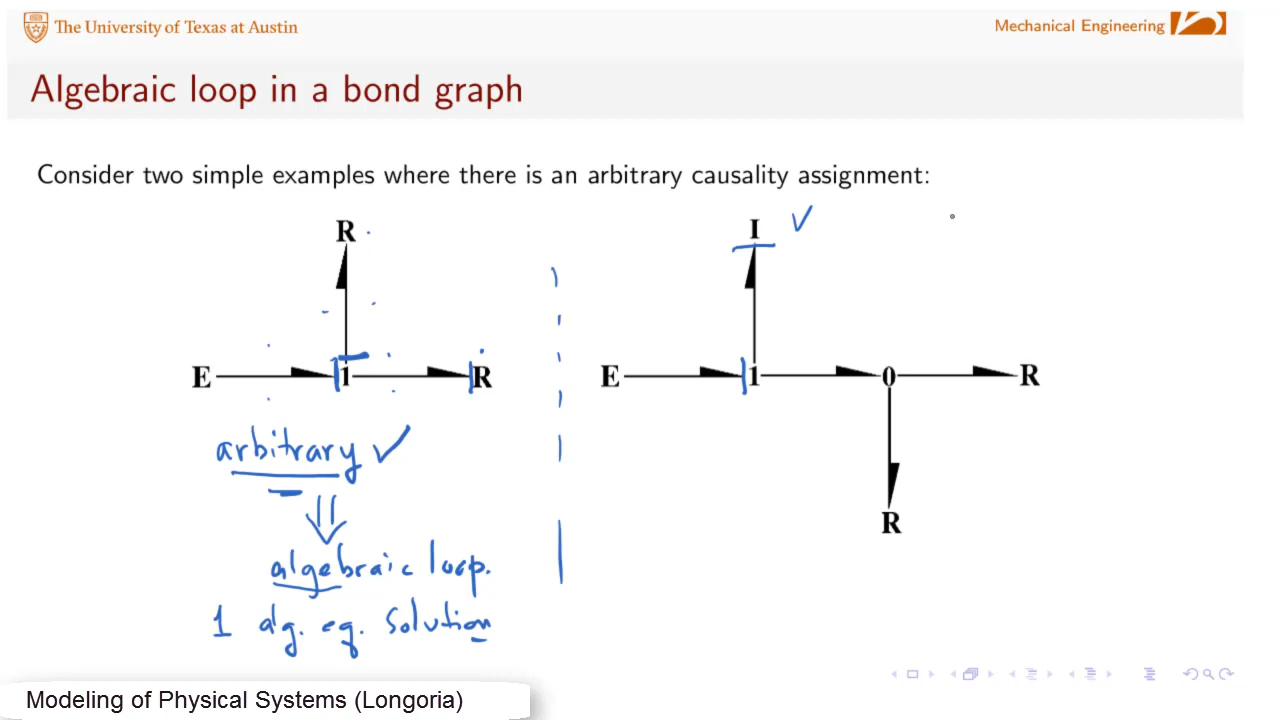 The University of Texas at Austin
Mechanical Engineering
Algebraic loop in a bond graph
Consider two simple examples where there is an arbitrary causality assignment:
R
E 1 R
arbitrary ✓
⇓
algebraic loop.
1 alg. eq. solution
I ✓
E 1 0 R
R
Modeling of Physical Systems (Longoria)